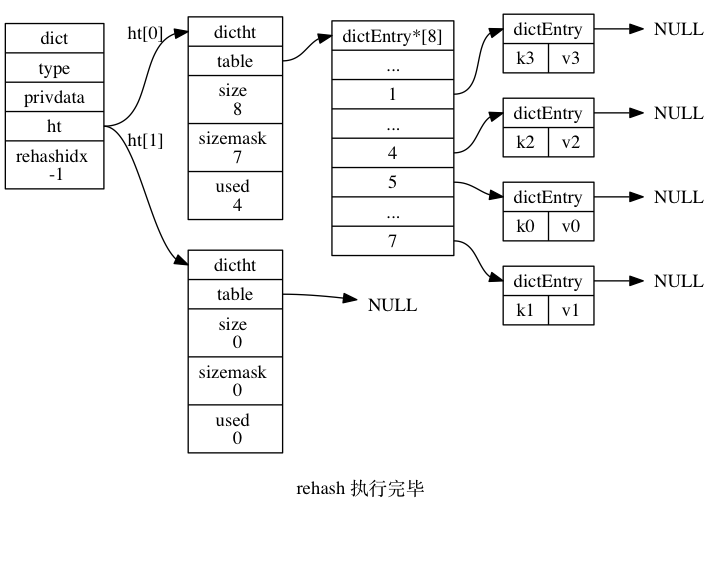 dict
type
privdata
ht
rehashidx
-1
ht[0]
ht[1]
dictht
table
size
8
sizemask
7
used
4
dictht
table
size
0
sizemask
0
used
0
NULL
dictEntry*[8]
...
1
...
4
5
...
7
dictEntry
k3 v3
NULL
dictEntry
k2 v2
NULL
dictEntry
k0 v0
NULL
dictEntry
k1 v1
NULL
rehash 执行完毕